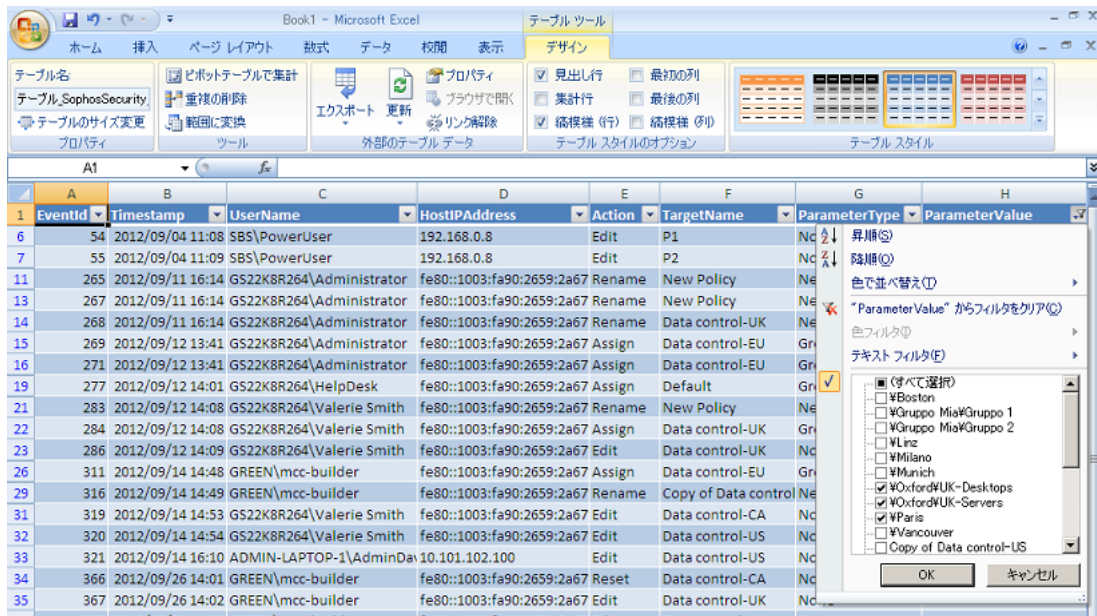 Book1 - Microsoft Excel
テーブル ツール
ホーム 挿入 ページ レイアウト 数式 データ 校閲 表示 デザイン
テーブル名:
テーブル_SophosSecurity
テーブルのサイズ変更
プロパティ
ピボットテーブルで集計
重複の削除
範囲に変換
ツール
エクスポート 更新
プロパティ
ブラウザで開く
リンク解除
外部のテーブル データ
見出し行 最初の列
集計行 最後の列
縞模様 (行) 縞模様 (列)
テーブル スタイルのオプション
テーブル スタイル
A1 fx
A B C D E F G H
1 EventId Timestamp UserName HostIPAddress Action TargetName ParameterType ParameterValue
6 54 2012/09/04 11:08 SBS\PowerUser 192.168.0.8 Edit P1
7 55 2012/09/04 11:09 SBS\PowerUser 192.168.0.8 Edit P2
11 265 2012/09/11 16:14 GS22K8R264\Administrator fe80::1003:fa90:2659:2a67 Rename New Policy Ne
13 267 2012/09/11 16:14 GS22K8R264\Administrator fe80::1003:fa90:2659:2a67 Rename New Policy Ne
14 268 2012/09/11 16:14 GS22K8R264\Administrator fe80::1003:fa90:2659:2a67 Rename Data control-UK Ne
15 269 2012/09/12 13:41 GS22K8R264\Administrator fe80::1003:fa90:2659:2a67 Assign Data control-EU Gr
16 271 2012/09/12 13:41 GS22K8R264\Administrator fe80::1003:fa90:2659:2a67 Assign Data control-EU Gr
19 277 2012/09/12 14:01 GS22K8R264\HelpDesk fe80::1003:fa90:2659:2a67 Assign Default Gr
21 283 2012/09/12 14:08 GS22K8R264\Valerie Smith fe80::1003:fa90:2659:2a67 Rename New Policy Ne
22 284 2012/09/12 14:08 GS22K8R264\Valerie Smith fe80::1003:fa90:2659:2a67 Assign Data control-UK Gr
23 286 2012/09/12 14:09 GS22K8R264\Valerie Smith fe80::1003:fa90:2659:2a67 Edit Data control-UK No
26 311 2012/09/14 14:48 GREEN\mcc-builder fe80::1003:fa90:2659:2a67 Assign Data control-EU Gr
29 316 2012/09/14 14:49 GREEN\mcc-builder fe80::1003:fa90:2659:2a67 Rename Copy of Data control Ne
31 319 2012/09/14 14:53 GS22K8R264\Valerie Smith fe80::1003:fa90:2659:2a67 Edit Data control-CA No
32 320 2012/09/14 14:54 GS22K8R264\Valerie Smith fe80::1003:fa90:2659:2a67 Edit Data control-US No
33 321 2012/09/14 16:10 ADMIN-LAPTOP-1\AdminDav 10.101.102.100 Edit Data control-US No
34 366 2012/09/26 14:01 GREEN\mcc-builder fe80::1003:fa90:2659:2a67 Reset Data control-CA No
35 367 2012/09/26 14:02 GREEN\mcc-builder fe80::1003:fa90:2659:2a67 Edit Data control-UK
昇順(S)
降順(O)
色で並べ替え(T)
"ParameterValue" からフィルタをクリア(C)
色フィルタ(I)
テキスト フィルタ(F)
(すべて選択)
¥Boston
¥Gruppo Mia¥Gruppo 1
¥Gruppo Mia¥Gruppo 2
¥Linz
¥Milano
¥Munich
¥Oxford¥UK-Desktops
¥Oxford¥UK-Servers
¥Paris
¥Vancouver
Copy of Data control-US
OK キャンセル